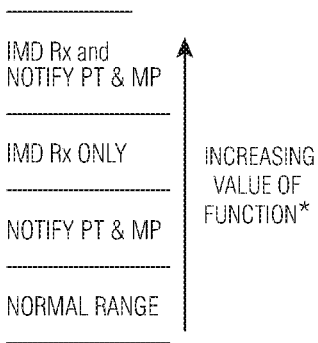 IMD Rx and
NOTIFY PT & MP
IMD Rx ONLY
NOTIFY PT & MP
NORMAL RANGE
INCREASING
VALUE OF
FUNCTION*